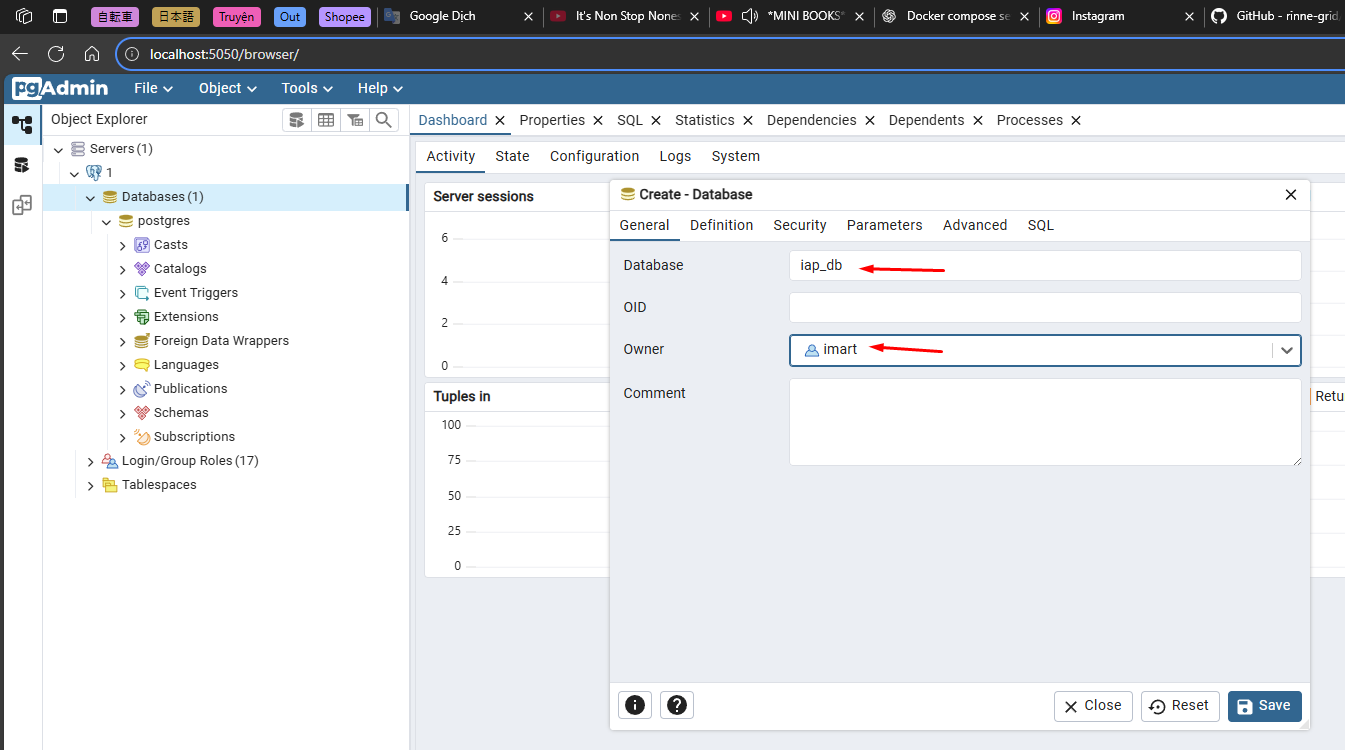 自転車 日本語 Truyện Out Shopee Google Dịch It's Non Stop Nones *MINI BOOKS* Docker compose se Instagram GitHub - rinne-grid
localhost:5050/browser/
pgAdmin File Object Tools Help
Object Explorer
Dashboard Properties SQL Statistics Dependencies Dependents Processes
Servers (1)
1
Databases (1)
postgres
Casts
Catalogs
Event Triggers
Extensions
Foreign Data Wrappers
Languages
Publications
Schemas
Subscriptions
Login/Group Roles (17)
Tablespaces
Activity State Configuration Logs System
Server sessions
6
4
2
0
Tuples in
100
75
50
25
0
Retu
Create - Database
General Definition Security Parameters Advanced SQL
Database iap_db
OID
Owner imart
Comment
Close Reset Save